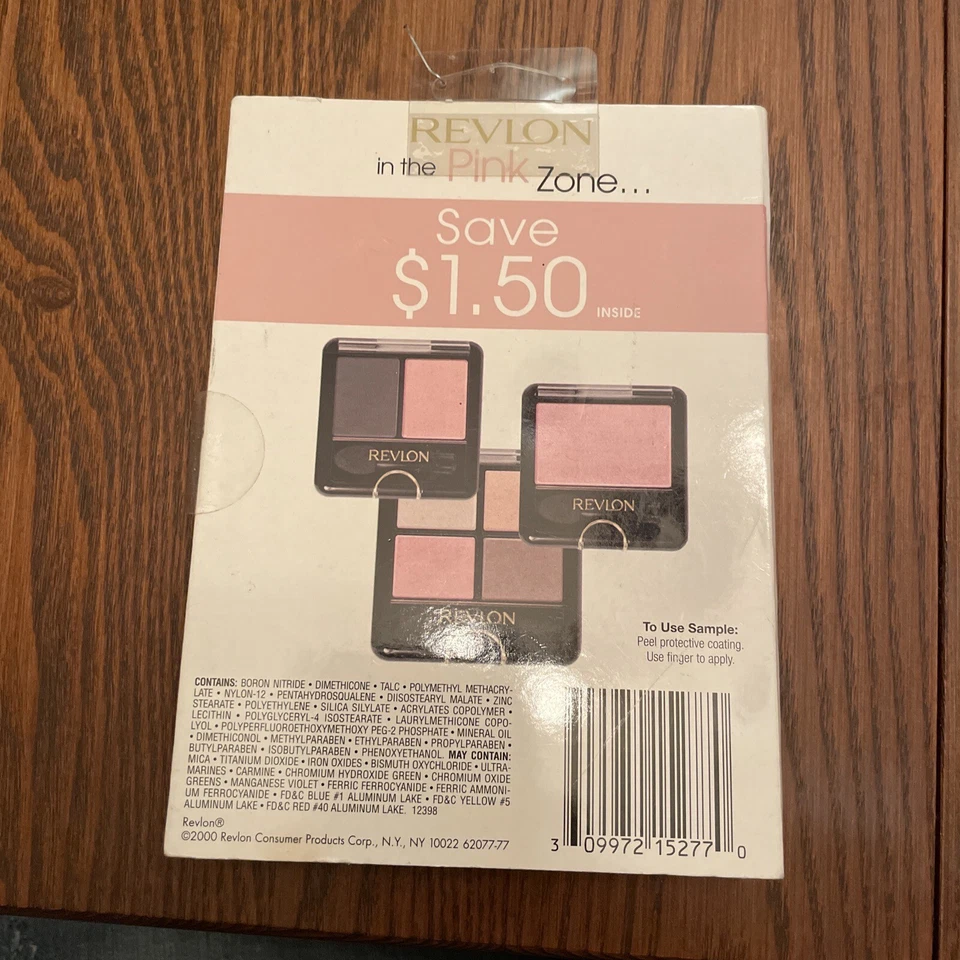 REVLON
in the Pink Zone...
Save
$1.50 INSIDE
REVLON
REVLON
REVLON
To Use Sample:
Peel protective coating.
Use finger to apply.
CONTAINS: BORON NITRIDE • DIMETHICONE • TALC • POLYMETHYL METHACRY-
LATE • NYLON-12 • PENTAHYDROSQUALENE • DIISOSTEARYL MALATE • ZINC
STEARATE • POLYETHYLENE • SILICA SILYLATE • ACRYLATES COPOLYMER •
LECITHIN • POLYGLYCERYL-4 ISOSTEARATE • LAURYLMETHICONE COPO-
LYOL • POLYPERFLUOROETHOXYMETHOXY PEG-2 PHOSPHATE • MINERAL OIL
• DIMETHICONOL • METHYLPARABEN • ETHYLPARABEN • PROPYLPARABEN •
BUTYLPARABEN • ISOBUTYLPARABEN • PHENOXYETHANOL. MAY CONTAIN:
MICA • TITANIUM DIOXIDE • IRON OXIDES • BISMUTH OXYCHLORIDE • ULTRA-
MARINES • CARMINE • CHROMIUM HYDROXIDE GREEN • CHROMIUM OXIDE
GREENS • MANGANESE VIOLET • FERRIC FERROCYANIDE • FERRIC AMMONI-
UM FERROCYANIDE • FD&C BLUE #1 ALUMINUM LAKE • FD&C YELLOW #5
ALUMINUM LAKE • FD&C RED #40 ALUMINUM LAKE. 12398
Revlon®
©2000 Revlon Consumer Products Corp., N.Y., NY 10022 62077-77
3 09972 15277 0